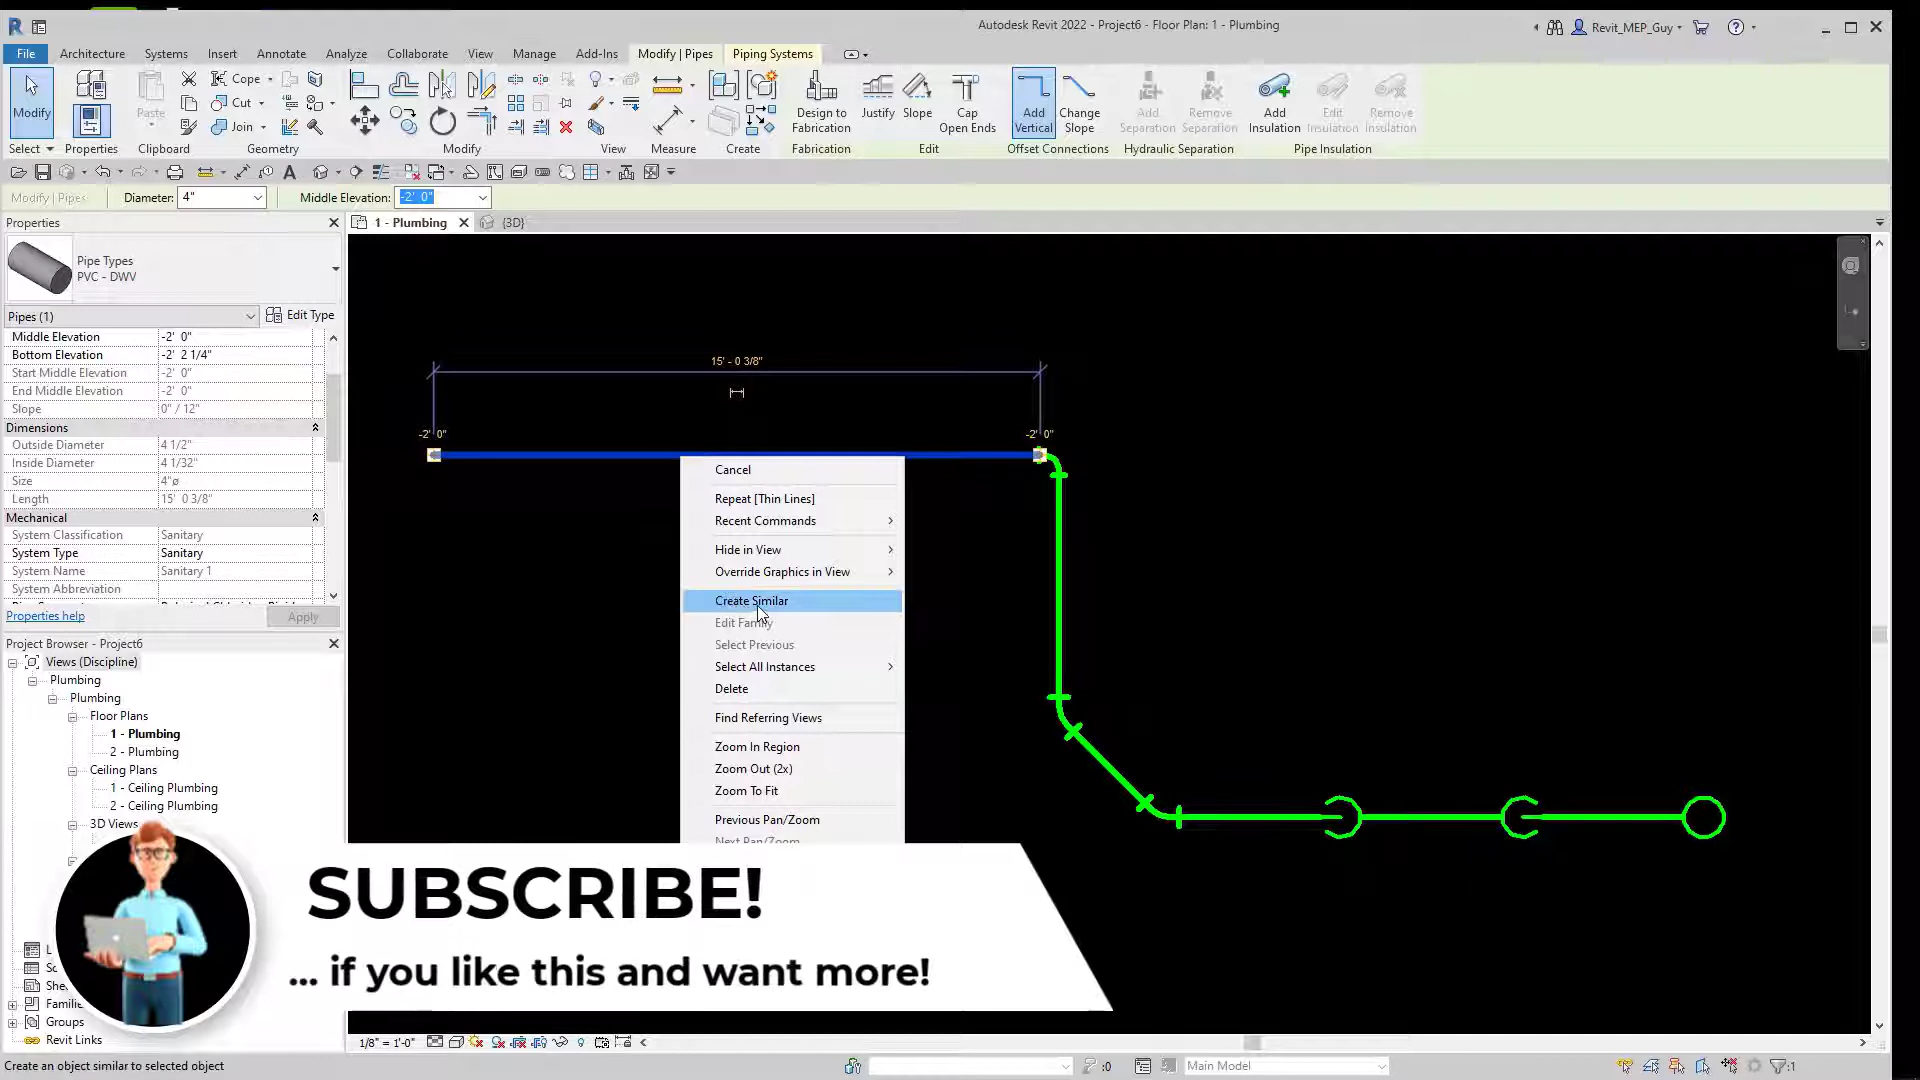 Autodesk Revit 2022 - Project6 - Floor Plan: 1 - Plumbing
Revit_MEP_Guy
File Architecture Systems Insert Annotate Analyze Collaborate View Manage Add-Ins Modify | Pipes Piping Systems
Modify
Select
Properties
Paste
Clipboard
Cope
Cut
Join
Geometry
Modify
View
Measure
Create
Design to Fabrication
Fabrication
Justify
Slope
Cap Open Ends
Edit
Add Vertical
Change Slope
Offset Connections
Add Separation
Remove Separation
Hydraulic Separation
Add Insulation
Edit Insulation
Remove Insulation
Pipe Insulation
Modify | Pipes Diameter: 4" Middle Elevation: -2' 0"
Properties
1 - Plumbing {3D}
Pipe Types
PVC - DWV
Pipes (1) Edit Type
Middle Elevation -2' 0"
Bottom Elevation -2' 2 1/4"
Start Middle Elevation -2' 0"
End Middle Elevation -2' 0"
Slope 0" / 12"
Dimensions
Outside Diameter 4 1/2"
Inside Diameter 4 1/32"
Size 4"ø
Length 15' 0 3/8"
Mechanical
System Classification Sanitary
System Type Sanitary
System Name Sanitary 1
System Abbreviation
Properties help Apply
Project Browser - Project6
Views (Discipline)
Plumbing
Plumbing
Floor Plans
1 - Plumbing
2 - Plumbing
Ceiling Plans
1 - Ceiling Plumbing
2 - Ceiling Plumbing
3D Views
Groups
Revit Links
15' - 0 3/8"
-2' 0"
-2' 0"
Cancel
Repeat [Thin Lines]
Recent Commands
Hide in View
Override Graphics in View
Create Similar
Edit Family
Select Previous
Select All Instances
Delete
Find Referring Views
Zoom In Region
Zoom Out (2x)
Zoom To Fit
Previous Pan/Zoom
Next Pan/Zoom
SUBSCRIBE!
... if you like this and want more!
1/8" = 1'-0"
Create an object similar to selected object
:0
Main Model
:1